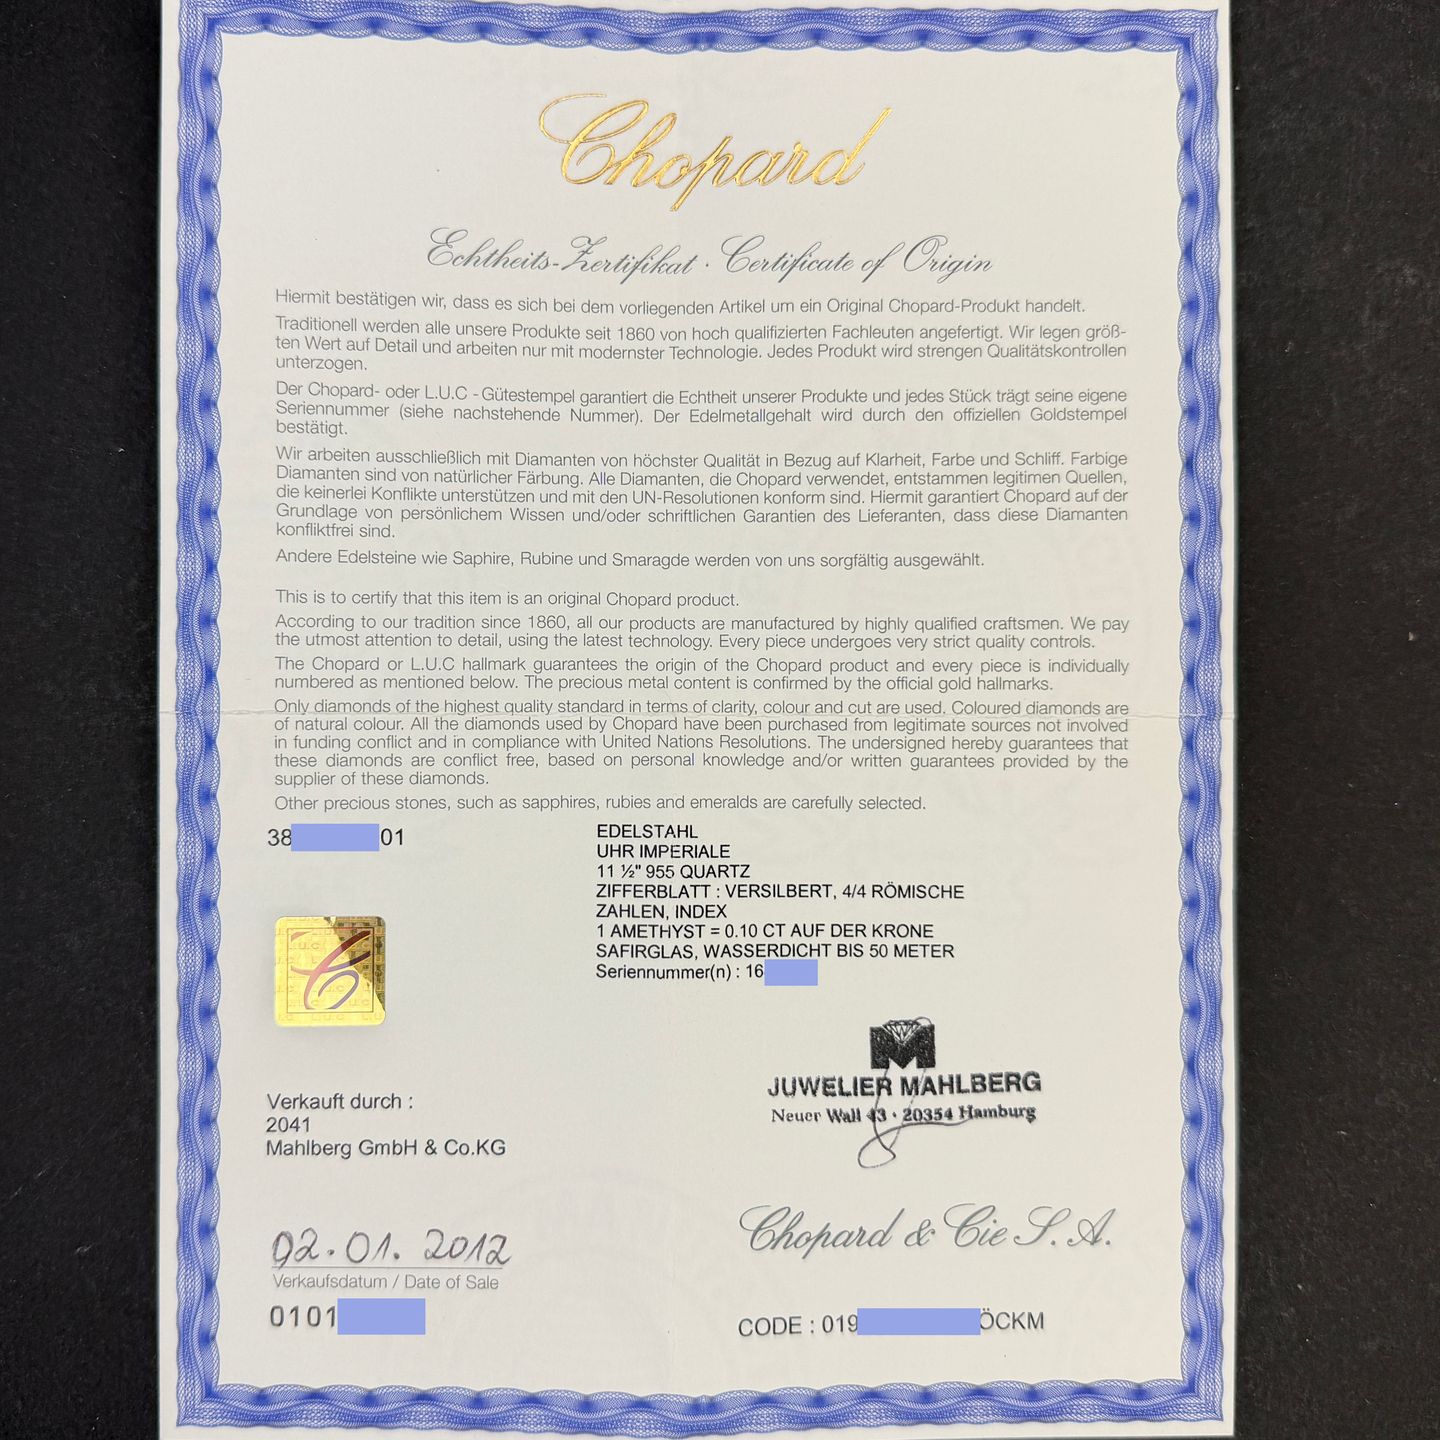 Chopard
Echtheits-Zertifikat · Certificate of Origin
Hiermit bestätigen wir, dass es sich bei dem vorliegenden Artikel um ein Original Chopard-Produkt handelt.
Traditionell werden alle unsere Produkte seit 1860 von hoch qualifizierten Fachleuten angefertigt. Wir legen größ-
ten Wert auf Detail und arbeiten nur mit modernster Technologie. Jedes Produkt wird strengen Qualitätskontrollen
unterzogen.
Der Chopard- oder L.U.C - Gütestempel garantiert die Echtheit unserer Produkte und jedes Stück trägt seine eigene
Seriennummer (siehe nachstehende Nummer). Der Edelmetallgehalt wird durch den offiziellen Goldstempel
bestätigt.
Wir arbeiten ausschließlich mit Diamanten von höchster Qualität in Bezug auf Klarheit, Farbe und Schliff. Farbige
Diamanten sind von natürlicher Färbung. Alle Diamanten, die Chopard verwendet, entstammen legitimen Quellen,
die keinerlei Konflikte unterstützen und mit den UN-Resolutionen konform sind. Hiermit garantiert Chopard auf der
Grundlage von persönlichem Wissen und/oder schriftlichen Garantien des Lieferanten, dass diese Diamanten
konfliktfrei sind.
Andere Edelsteine wie Saphire, Rubine und Smaragde werden von uns sorgfältig ausgewählt.
This is to certify that this item is an original Chopard product.
According to our tradition since 1860, all our products are manufactured by highly qualified craftsmen. We pay
the utmost attention to detail, using the latest technology. Every piece undergoes very strict quality controls.
The Chopard or L.U.C hallmark guarantees the origin of the Chopard product and every piece is individually
numbered as mentioned below. The precious metal content is confirmed by the official gold hallmarks.
Only diamonds of the highest quality standard in terms of clarity, colour and cut are used. Coloured diamonds are
of natural colour. All the diamonds used by Chopard have been purchased from legitimate sources not involved
in funding conflict and in compliance with United Nations Resolutions. The undersigned hereby guarantees that
these diamonds are conflict free, based on personal knowledge and/or written guarantees provided by the
supplier of these diamonds.
Other precious stones, such as sapphires, rubies and emeralds are carefully selected.
38 01
EDELSTAHL
UHR IMPERIALE
11 ½" 955 QUARTZ
ZIFFERBLATT : VERSILBERT, 4/4 RÖMISCHE
ZAHLEN, INDEX
1 AMETHYST = 0.10 CT AUF DER KRONE
SAFIRGLAS, WASSERDICHT BIS 50 METER
Seriennummer(n) : 16
M
JUWELIER MAHLBERG
Neuer Wall 43 · 20354 Hamburg
Verkauft durch :
2041
Mahlberg GmbH & Co.KG
02.01.2012
Verkaufsdatum / Date of Sale
0101
Chopard & Cie S.A.
CODE : 019 ÖCKM